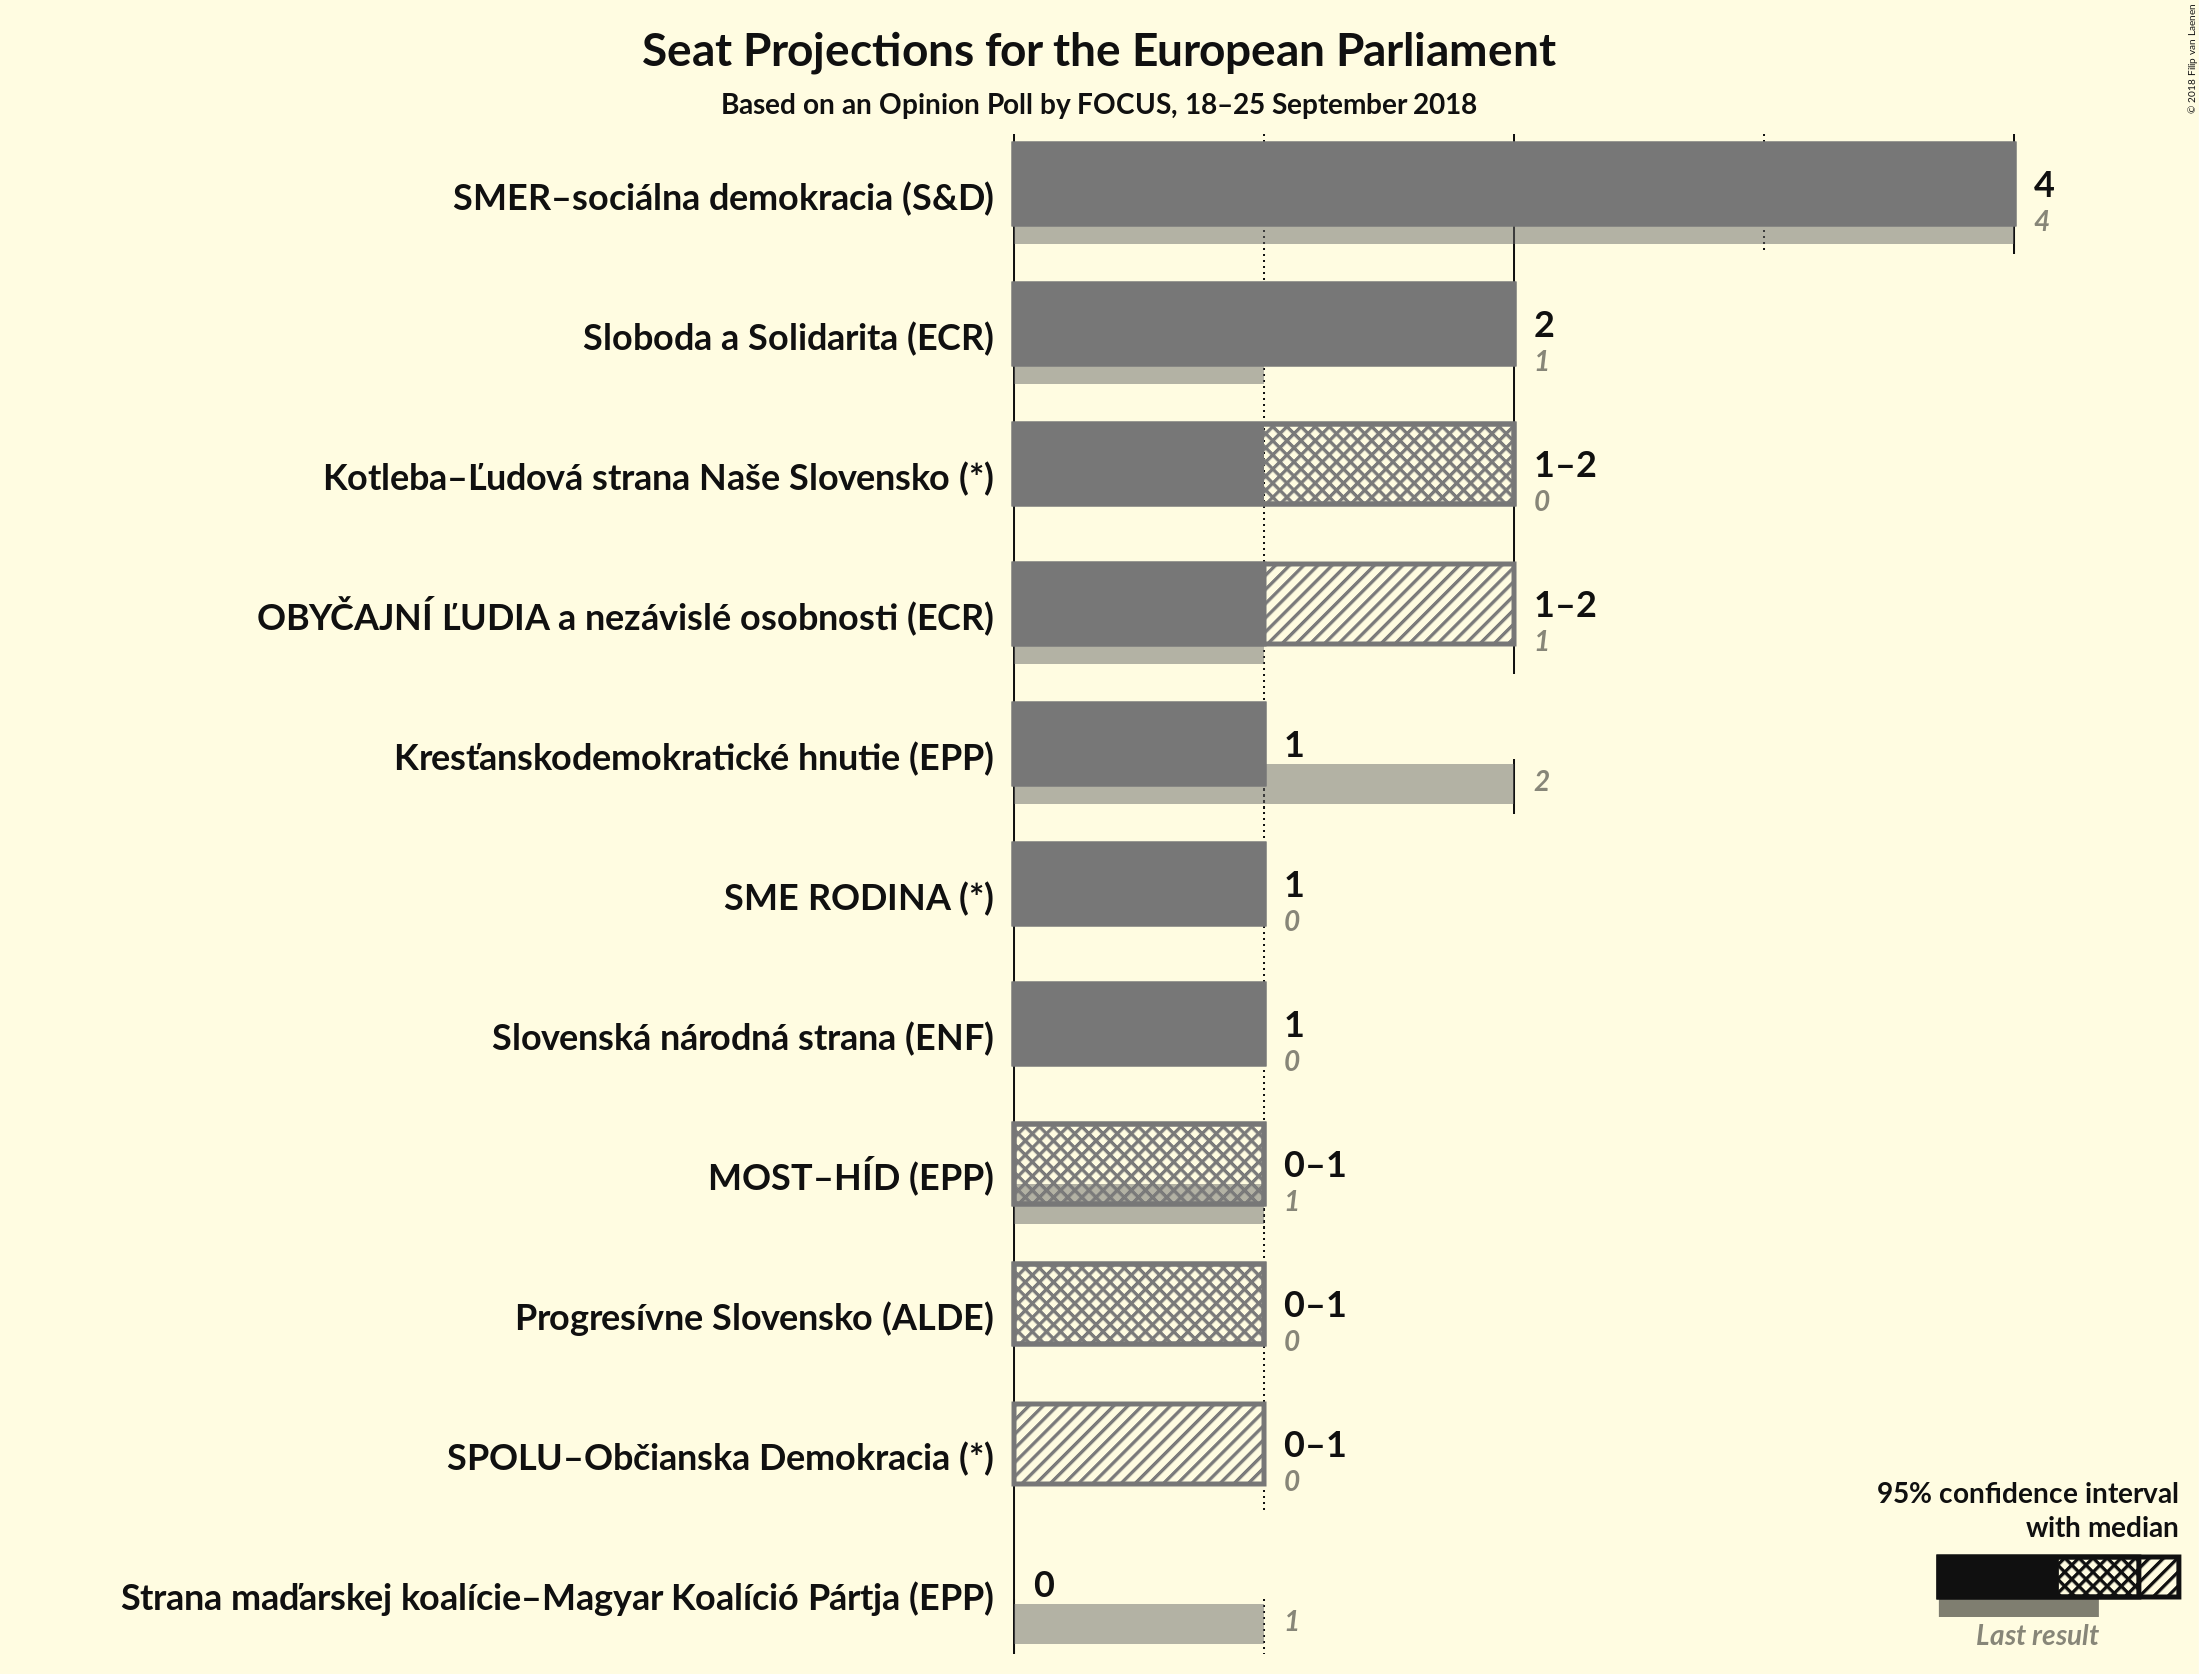 Seat Projections for the European Parliament
Based on an Opinion Poll by FOCUS, 18–25 September 2018
© 2018 Filip van Laenen
SMER–sociálna demokracia (S&D)
4
4
Sloboda a Solidarita (ECR)
2
1
Kotleba–Ľudová strana Naše Slovensko (*)
1–2
0
OBYČAJNÍ ĽUDIA a nezávislé osobnosti (ECR)
1–2
1
Kresťanskodemokratické hnutie (EPP)
1
2
SME RODINA (*)
1
0
Slovenská národná strana (ENF)
1
0
MOST–HÍD (EPP)
0–1
1
Progresívne Slovensko (ALDE)
0–1
0
SPOLU–Občianska Demokracia (*)
0–1
0
Strana maďarskej koalície–Magyar Koalíció Pártja (EPP)
0
1
95% confidence interval
with median
Last result